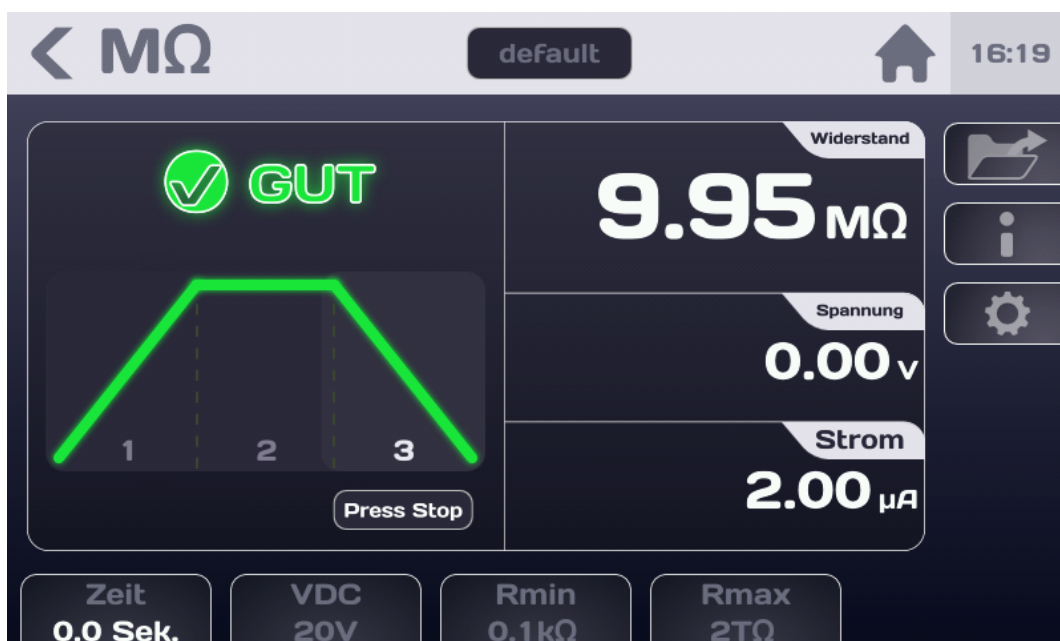 MΩ
default
16:19
GUT
1
2
3
Press Stop
Widerstand
9.95 MΩ
Spannung
0.00 v
Strom
2.00 µA
Zeit
0.0 Sek.
VDC
20V
Rmin
0.1kΩ
Rmax
2TΩ